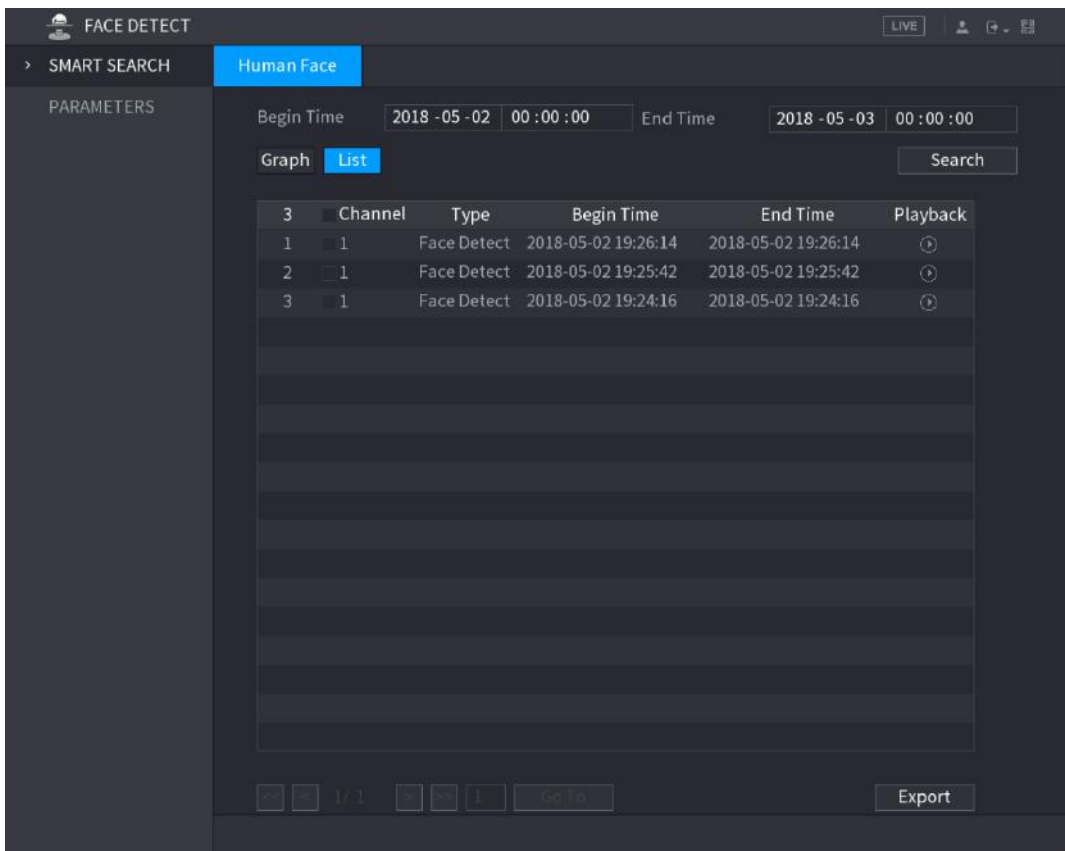 FACE DETECT LIVE
> SMART SEARCH Human Face
PARAMETERS
Begin Time 2018 -05 -02 00 :00 :00 End Time 2018 -05 -03 00 :00 :00
Graph List Search
3 Channel Type Begin Time End Time Playback
1 1 Face Detect 2018-05-02 19:26:14 2018-05-02 19:26:14
2 1 Face Detect 2018-05-02 19:25:42 2018-05-02 19:25:42
3 1 Face Detect 2018-05-02 19:24:16 2018-05-02 19:24:16
<< < 1/ 1 > >> 1 Go To Export